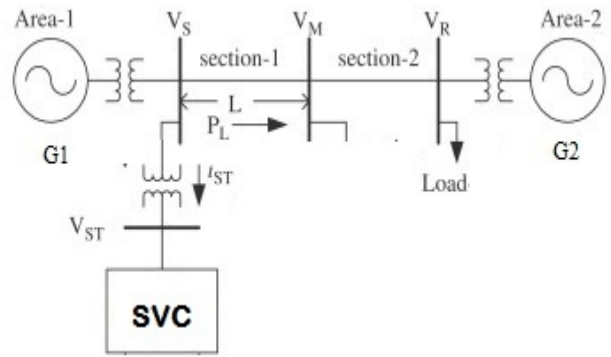 Area-1
V_S
V_M
V_R
Area-2
section-1
section-2
L
P_L
G1
G2
i_ST
Load
V_ST
SVC